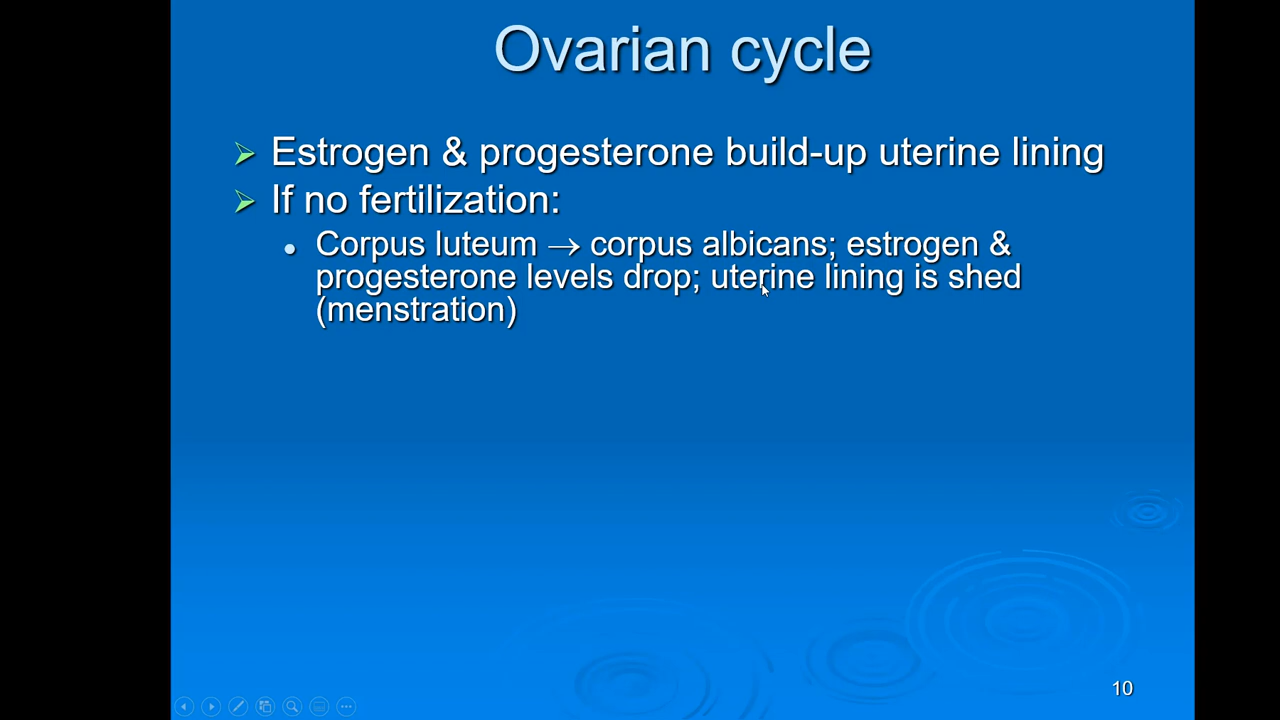 Ovarian cycle
Estrogen & progesterone build-up uterine lining
If no fertilization:
Corpus luteum → corpus albicans; estrogen &
progesterone levels drop; uterine lining is shed
(menstration)
10